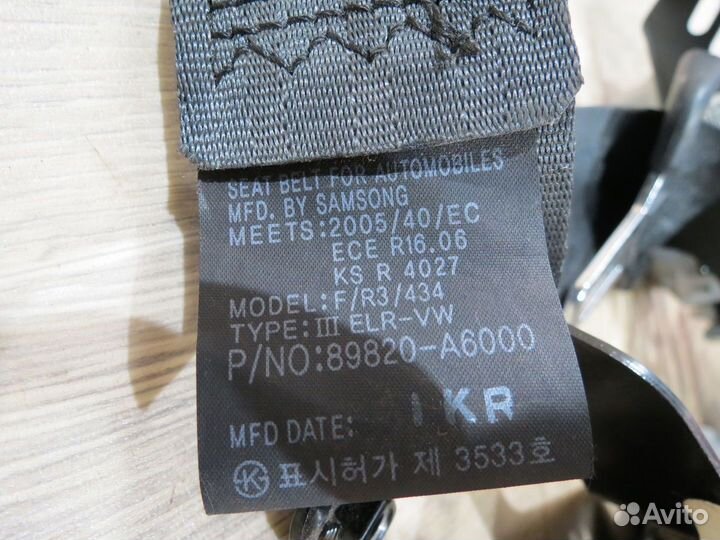 SEAT BELT FOR AUTOMOBILES
MFD. BY SAMSONG
MEETS:2005/40/EC
ECE R16.06
KS R 4027
MODEL:F/R3/434
TYPE:III ELR-VW
P/NO:89820-A6000
MFD DATE: I KR
K 표시허가 제 3533호
Avito